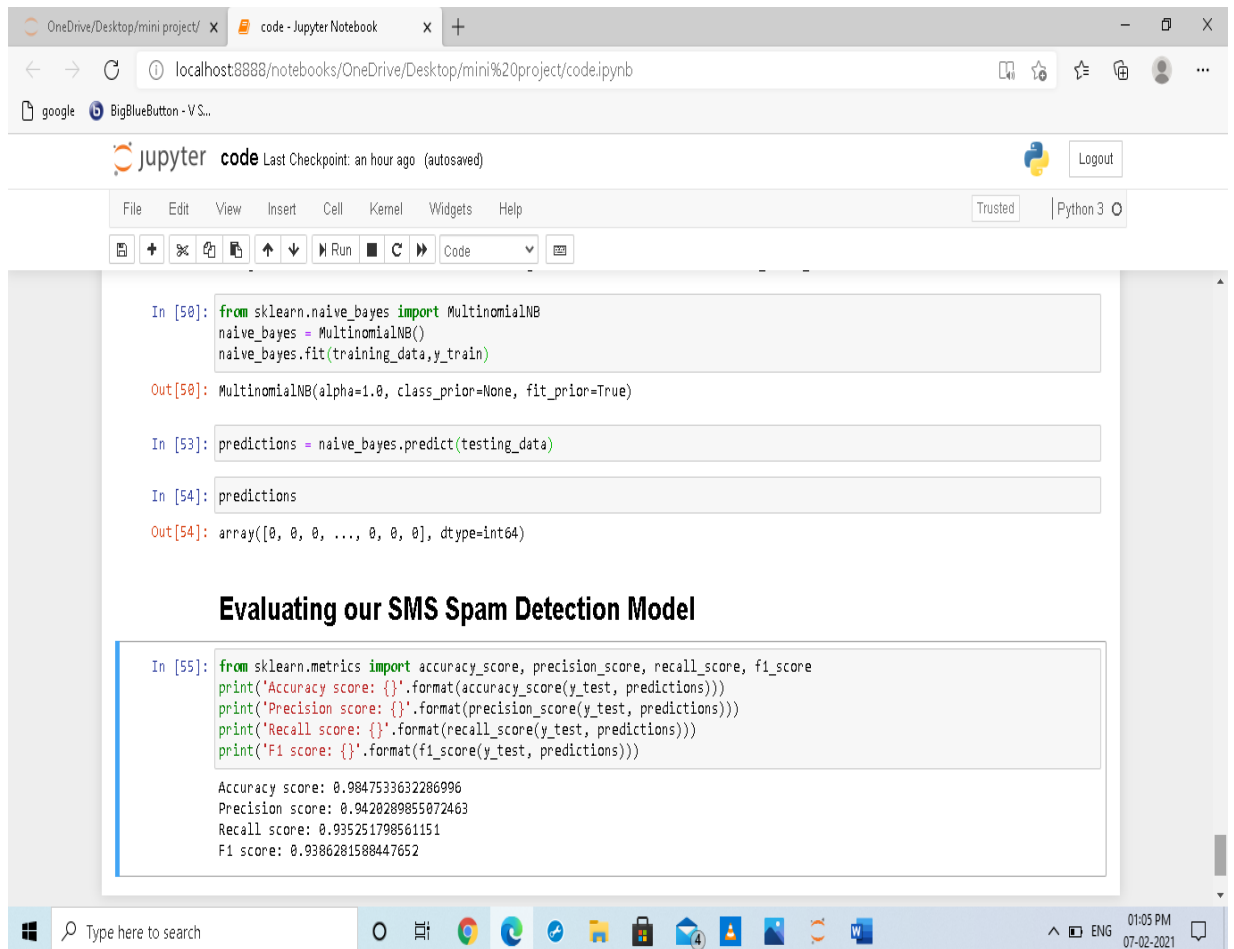 OneDrive/Desktop/mini project/
code - Jupyter Notebook
localhost:8888/notebooks/OneDrive/Desktop/mini%20project/code.ipynb
google BigBlueButton - V S...
jupyter code Last Checkpoint: an hour ago (autosaved) Logout
File Edit View Insert Cell Kernel Widgets Help Trusted Python 3
Run Code
In [50]: from sklearn.naive_bayes import MultinomialNB
naive_bayes = MultinomialNB()
naive_bayes.fit(training_data,y_train)
Out[50]: MultinomialNB(alpha=1.0, class_prior=None, fit_prior=True)
In [53]: predictions = naive_bayes.predict(testing_data)
In [54]: predictions
Out[54]: array([0, 0, 0, ..., 0, 0, 0], dtype=int64)
Evaluating our SMS Spam Detection Model
In [55]: from sklearn.metrics import accuracy_score, precision_score, recall_score, f1_score
print('Accuracy score: {}'.format(accuracy_score(y_test, predictions)))
print('Precision score: {}'.format(precision_score(y_test, predictions)))
print('Recall score: {}'.format(recall_score(y_test, predictions)))
print('F1 score: {}'.format(f1_score(y_test, predictions)))
Accuracy score: 0.9847533632286996
Precision score: 0.9420289855072463
Recall score: 0.935251798561151
F1 score: 0.9386281588447652
Type here to search
4
ENG
01:05 PM
07-02-2021